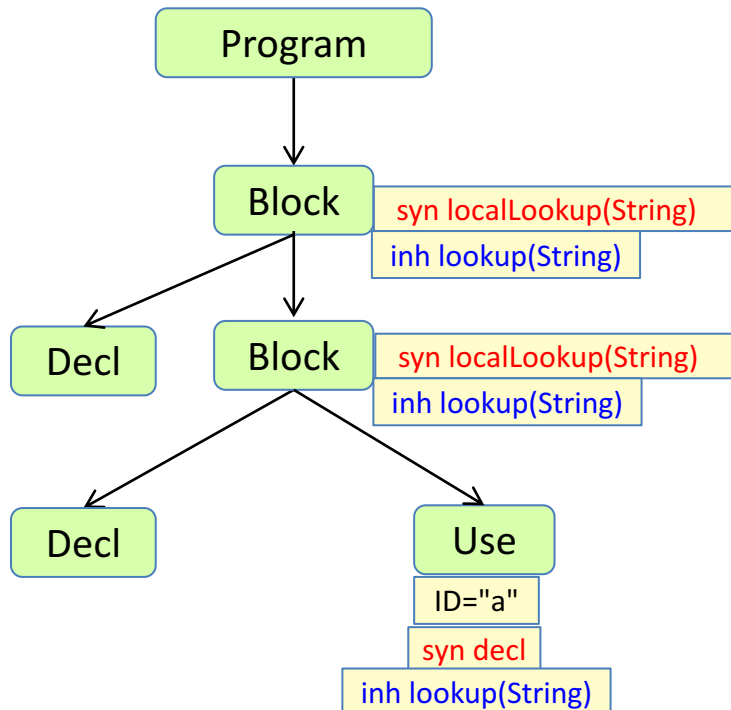 Program
Block
syn localLookup(String)
inh lookup(String)
Decl
Block
syn localLookup(String)
inh lookup(String)
Decl
Use
ID="a"
syn decl
inh lookup(String)